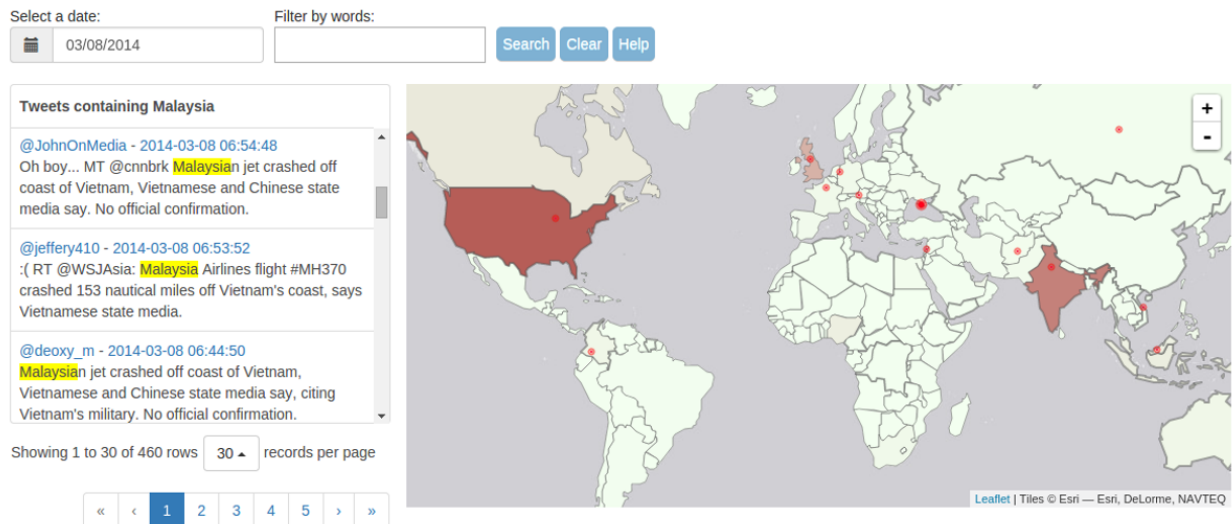 Select a date:
Filter by words:
03/08/2014
Search
Clear
Help
Tweets containing Malaysia
@JohnOnMedia - 2014-03-08 06:54:48
Oh boy... MT @cnnbrk Malaysian jet crashed off
coast of Vietnam, Vietnamese and Chinese state
media say. No official confirmation.
@jeffery410 - 2014-03-08 06:53:52
:( RT @WSJAsia: Malaysia Airlines flight #MH370
crashed 153 nautical miles off Vietnam's coast, says
Vietnamese state media.
@deoxy_m - 2014-03-08 06:44:50
Malaysian jet crashed off coast of Vietnam,
Vietnamese and Chinese state media say, citing
Vietnam's military. No official confirmation.
Showing 1 to 30 of 460 rows 30 records per page
« ‹ 1 2 3 4 5 › »
+
-
Leaflet | Tiles © Esri — Esri, DeLorme, NAVTEQ